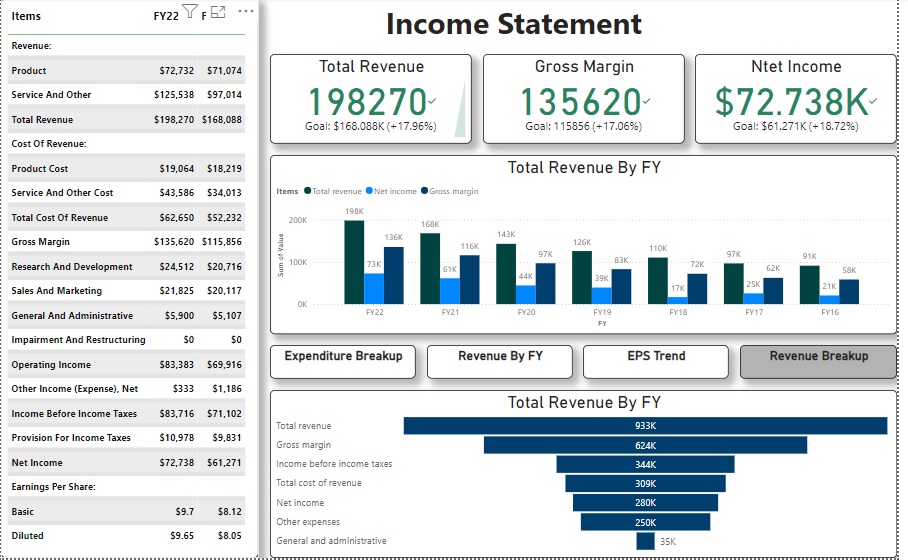 Items FY22 F
Revenue:
Product $72,732 $71,074
Service And Other $125,538 $97,014
Total Revenue $198,270 $168,088
Cost Of Revenue:
Product Cost $19,064 $18,219
Service And Other Cost $43,586 $34,013
Total Cost Of Revenue $62,650 $52,232
Gross Margin $135,620 $115,856
Research And Development $24,512 $20,716
Sales And Marketing $21,825 $20,117
General And Administrative $5,900 $5,107
Impairment And Restructuring $0 $0
Operating Income $83,383 $69,916
Other Income (Expense), Net $333 $1,186
Income Before Income Taxes $83,716 $71,102
Provision For Income Taxes $10,978 $9,831
Net Income $72,738 $61,271
Earnings Per Share:
Basic $9.7 $8.12
Diluted $9.65 $8.05
Income Statement
Total Revenue
198270
Goal: $168.088K (+17.96%)
Gross Margin
135620
Goal: 115856 (+17.06%)
Ntet Income
$72.738K
Goal: $61.271K (+18.72%)
Total Revenue By FY
Items Total revenue Net income Gross margin
Sum of Value
200K
100K
0K
198K 73K 136K
168K 61K 116K
143K 44K 97K
126K 39K 83K
110K 17K 72K
97K 25K 62K
91K 21K 58K
FY22 FY21 FY20 FY19 FY18 FY17 FY16
FY
Expenditure Breakup
Revenue By FY
EPS Trend
Revenue Breakup
Total Revenue By FY
Total revenue 933K
Gross margin 624K
Income before income taxes 344K
Total cost of revenue 309K
Net income 280K
Other expenses 250K
General and administrative 35K